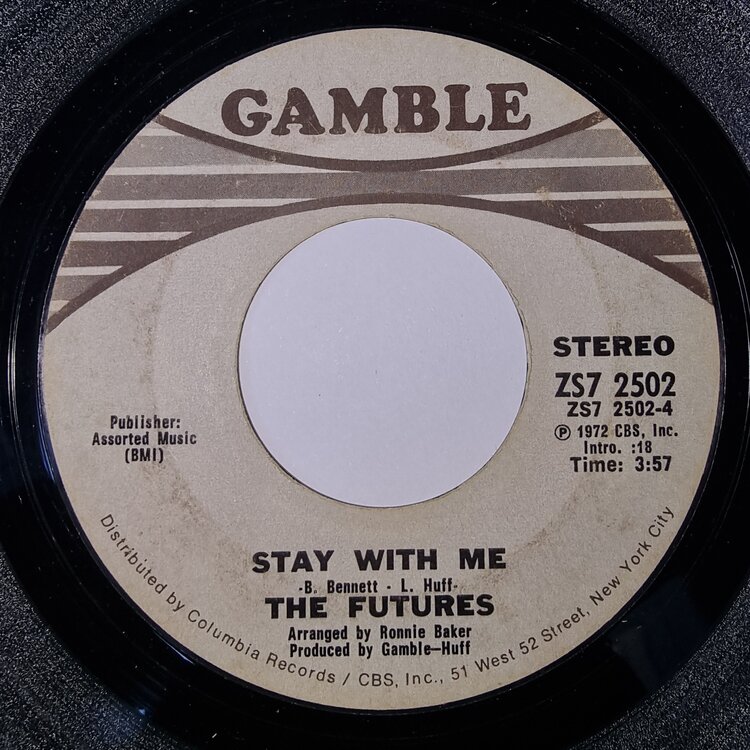 GAMBLE
STEREO
ZS7 2502
ZS7 2502-4
Ⓟ 1972 CBS, Inc.
Intro. :18
Time: 3:57
Publisher:
Assorted Music
(BMI)
STAY WITH ME
-B. Bennett - L. Huff-
THE FUTURES
Arranged by Ronnie Baker
Produced by Gamble-Huff
Distributed by Columbia Records / CBS, Inc., 51 West 52 Street, New York City